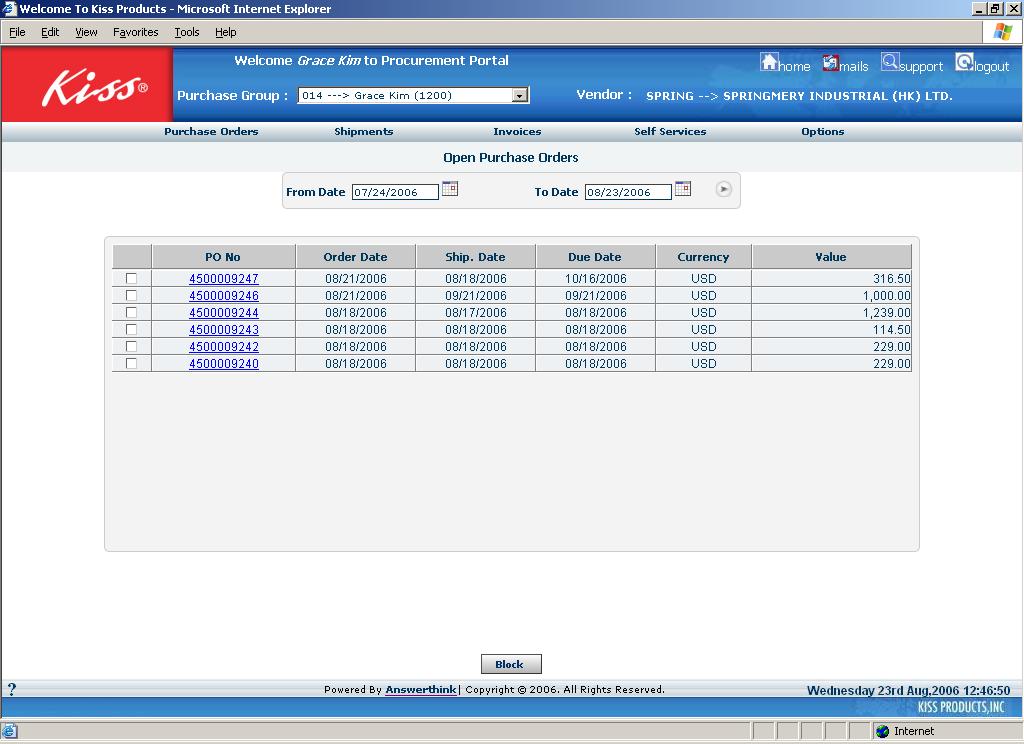 Welcome To Kiss Products - Microsoft Internet Explorer
File Edit View Favorites Tools Help
Kiss®
Welcome Grace Kim to Procurement Portal
home mails support logout
Purchase Group : 014 ---> Grace Kim (1200) Vendor : SPRING --> SPRINGMERY INDUSTRIAL (HK) LTD.
Purchase Orders Shipments Invoices Self Services Options
Open Purchase Orders
From Date 07/24/2006 To Date 08/23/2006
PO No Order Date Ship. Date Due Date Currency Value
4500009247 08/21/2006 08/18/2006 10/16/2006 USD 316.50
4500009246 08/21/2006 09/21/2006 09/21/2006 USD 1,000.00
4500009244 08/18/2006 08/17/2006 08/18/2006 USD 1,239.00
4500009243 08/18/2006 08/18/2006 08/18/2006 USD 114.50
4500009242 08/18/2006 08/18/2006 08/18/2006 USD 229.00
4500009240 08/18/2006 08/18/2006 08/18/2006 USD 229.00
Block
? Powered By Answerthink| Copyright © 2006. All Rights Reserved. Wednesday 23rd Aug,2006 12:46:50
KISS PRODUCTS,INC
Internet